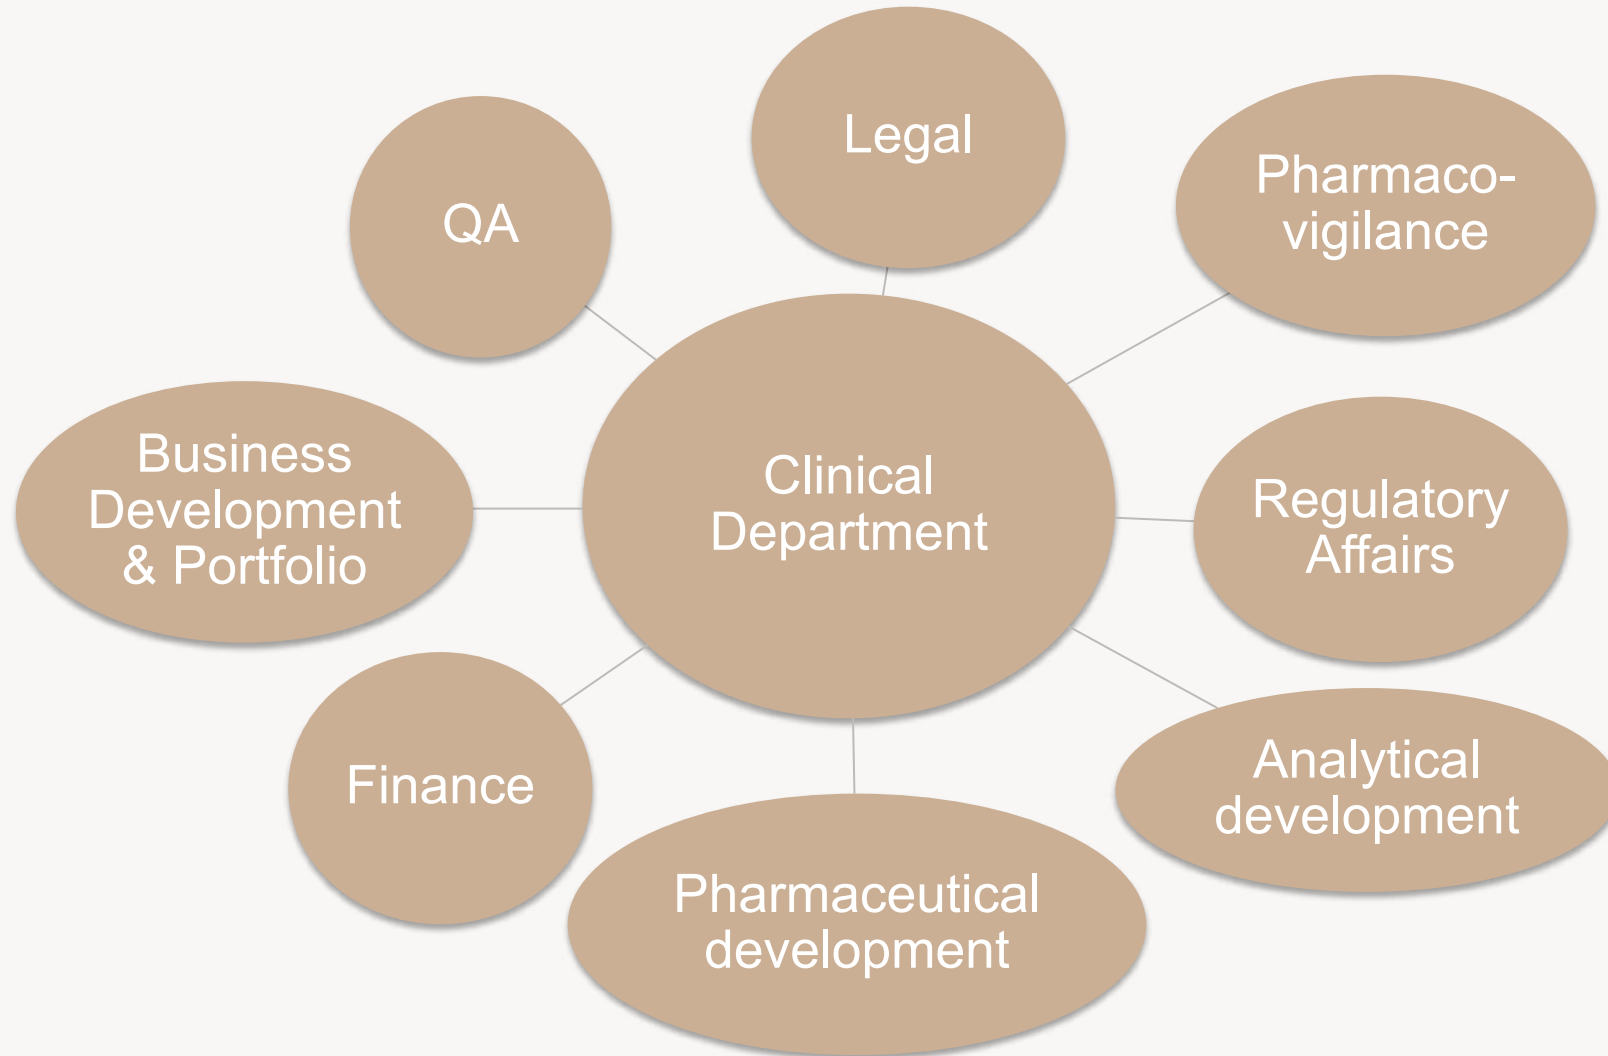 Legal
Pharmaco-
vigilance
QA
Business
Development
& Portfolio
Clinical
Department
Regulatory
Affairs
Finance
Analytical
development
Pharmaceutical
development